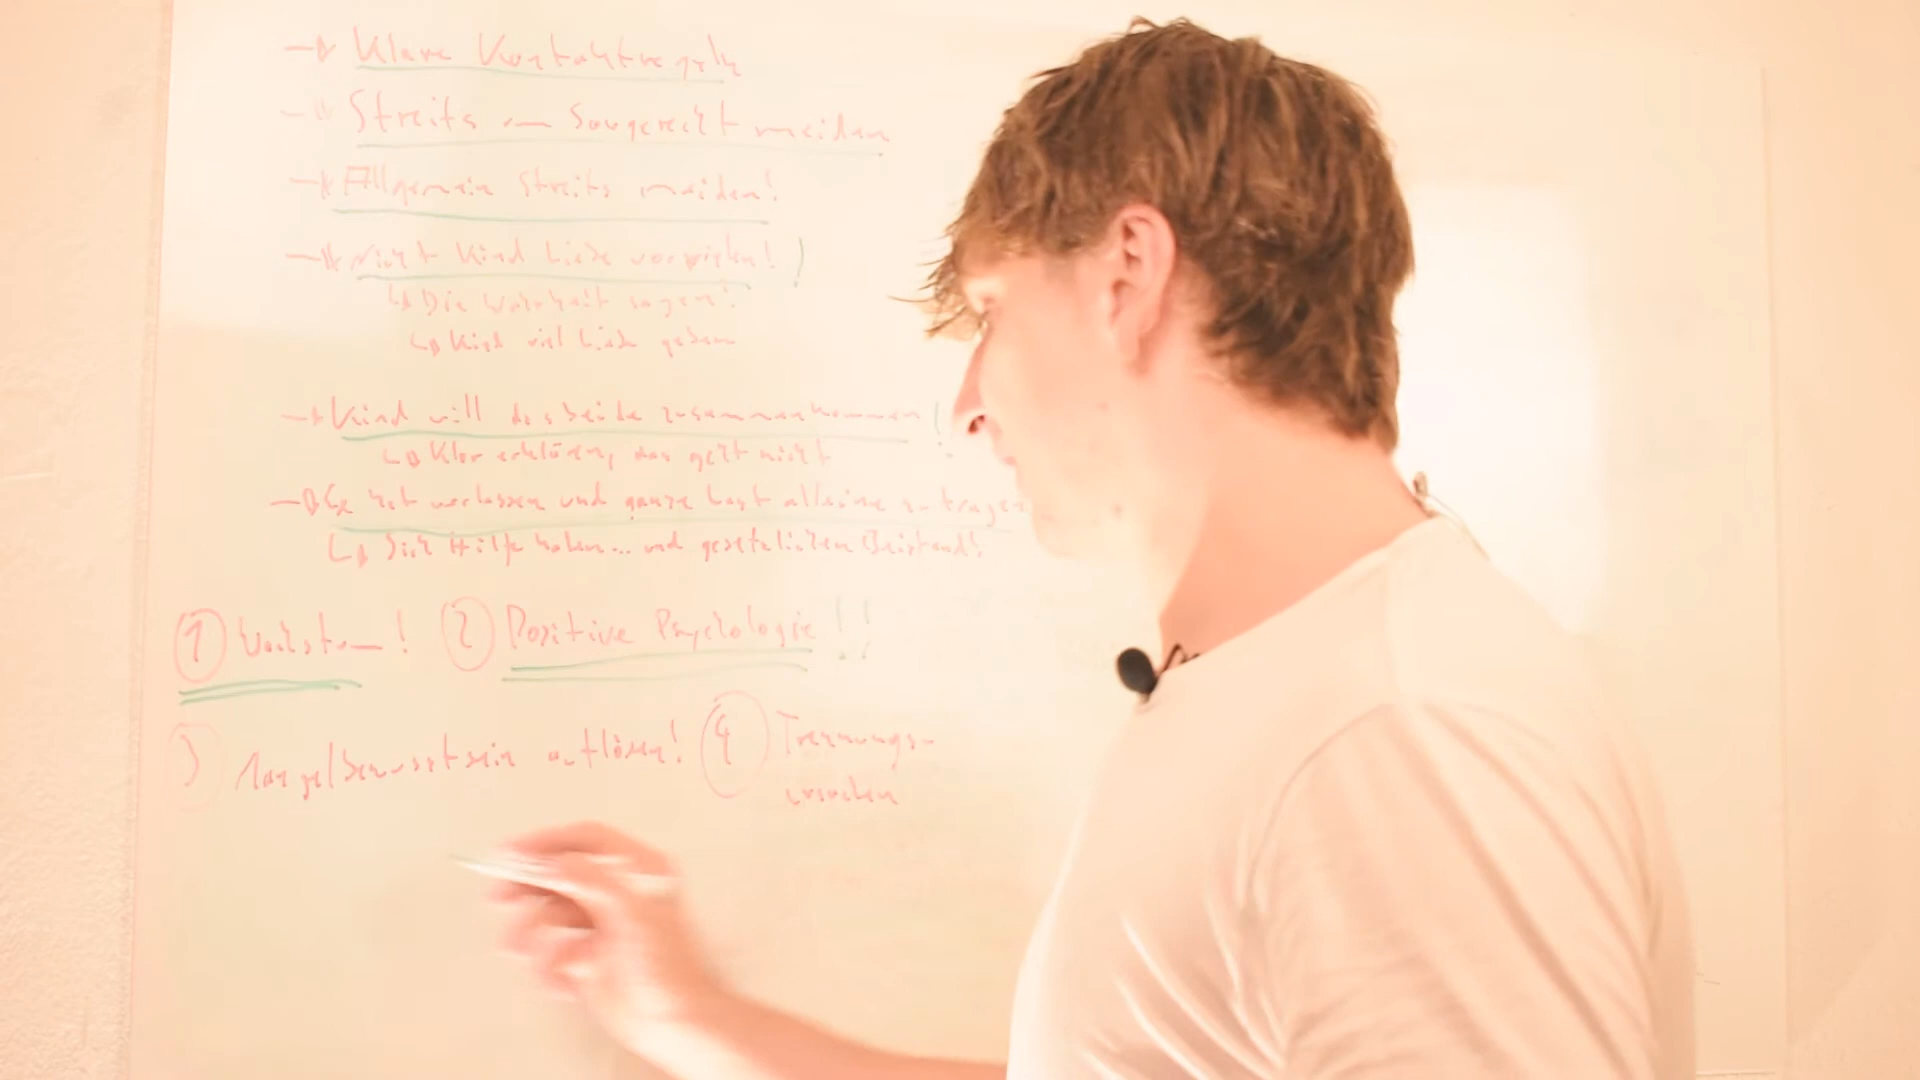 → Klare Kontaktregeln
→ Streits um Sorgerecht meiden
→ Allgemein Streits meiden!
→ Nicht Kind Liebe vorspielen!
↳ Die Wahrheit sagen!
↳ Kind viel Liebe geben
→ Kind will das beide zusammenkommen!
↳ Klar erklären, das geht nicht
→ Ex hat verlassen und ganze Last alleine zu tragen
↳ Sich Hilfe holen... und gesetzlichen Beistand!
① Wachstum! ② Positive Psychologie!!
③ Mangelbewusstsein auflösen! ④ Trennungs-
ursachen